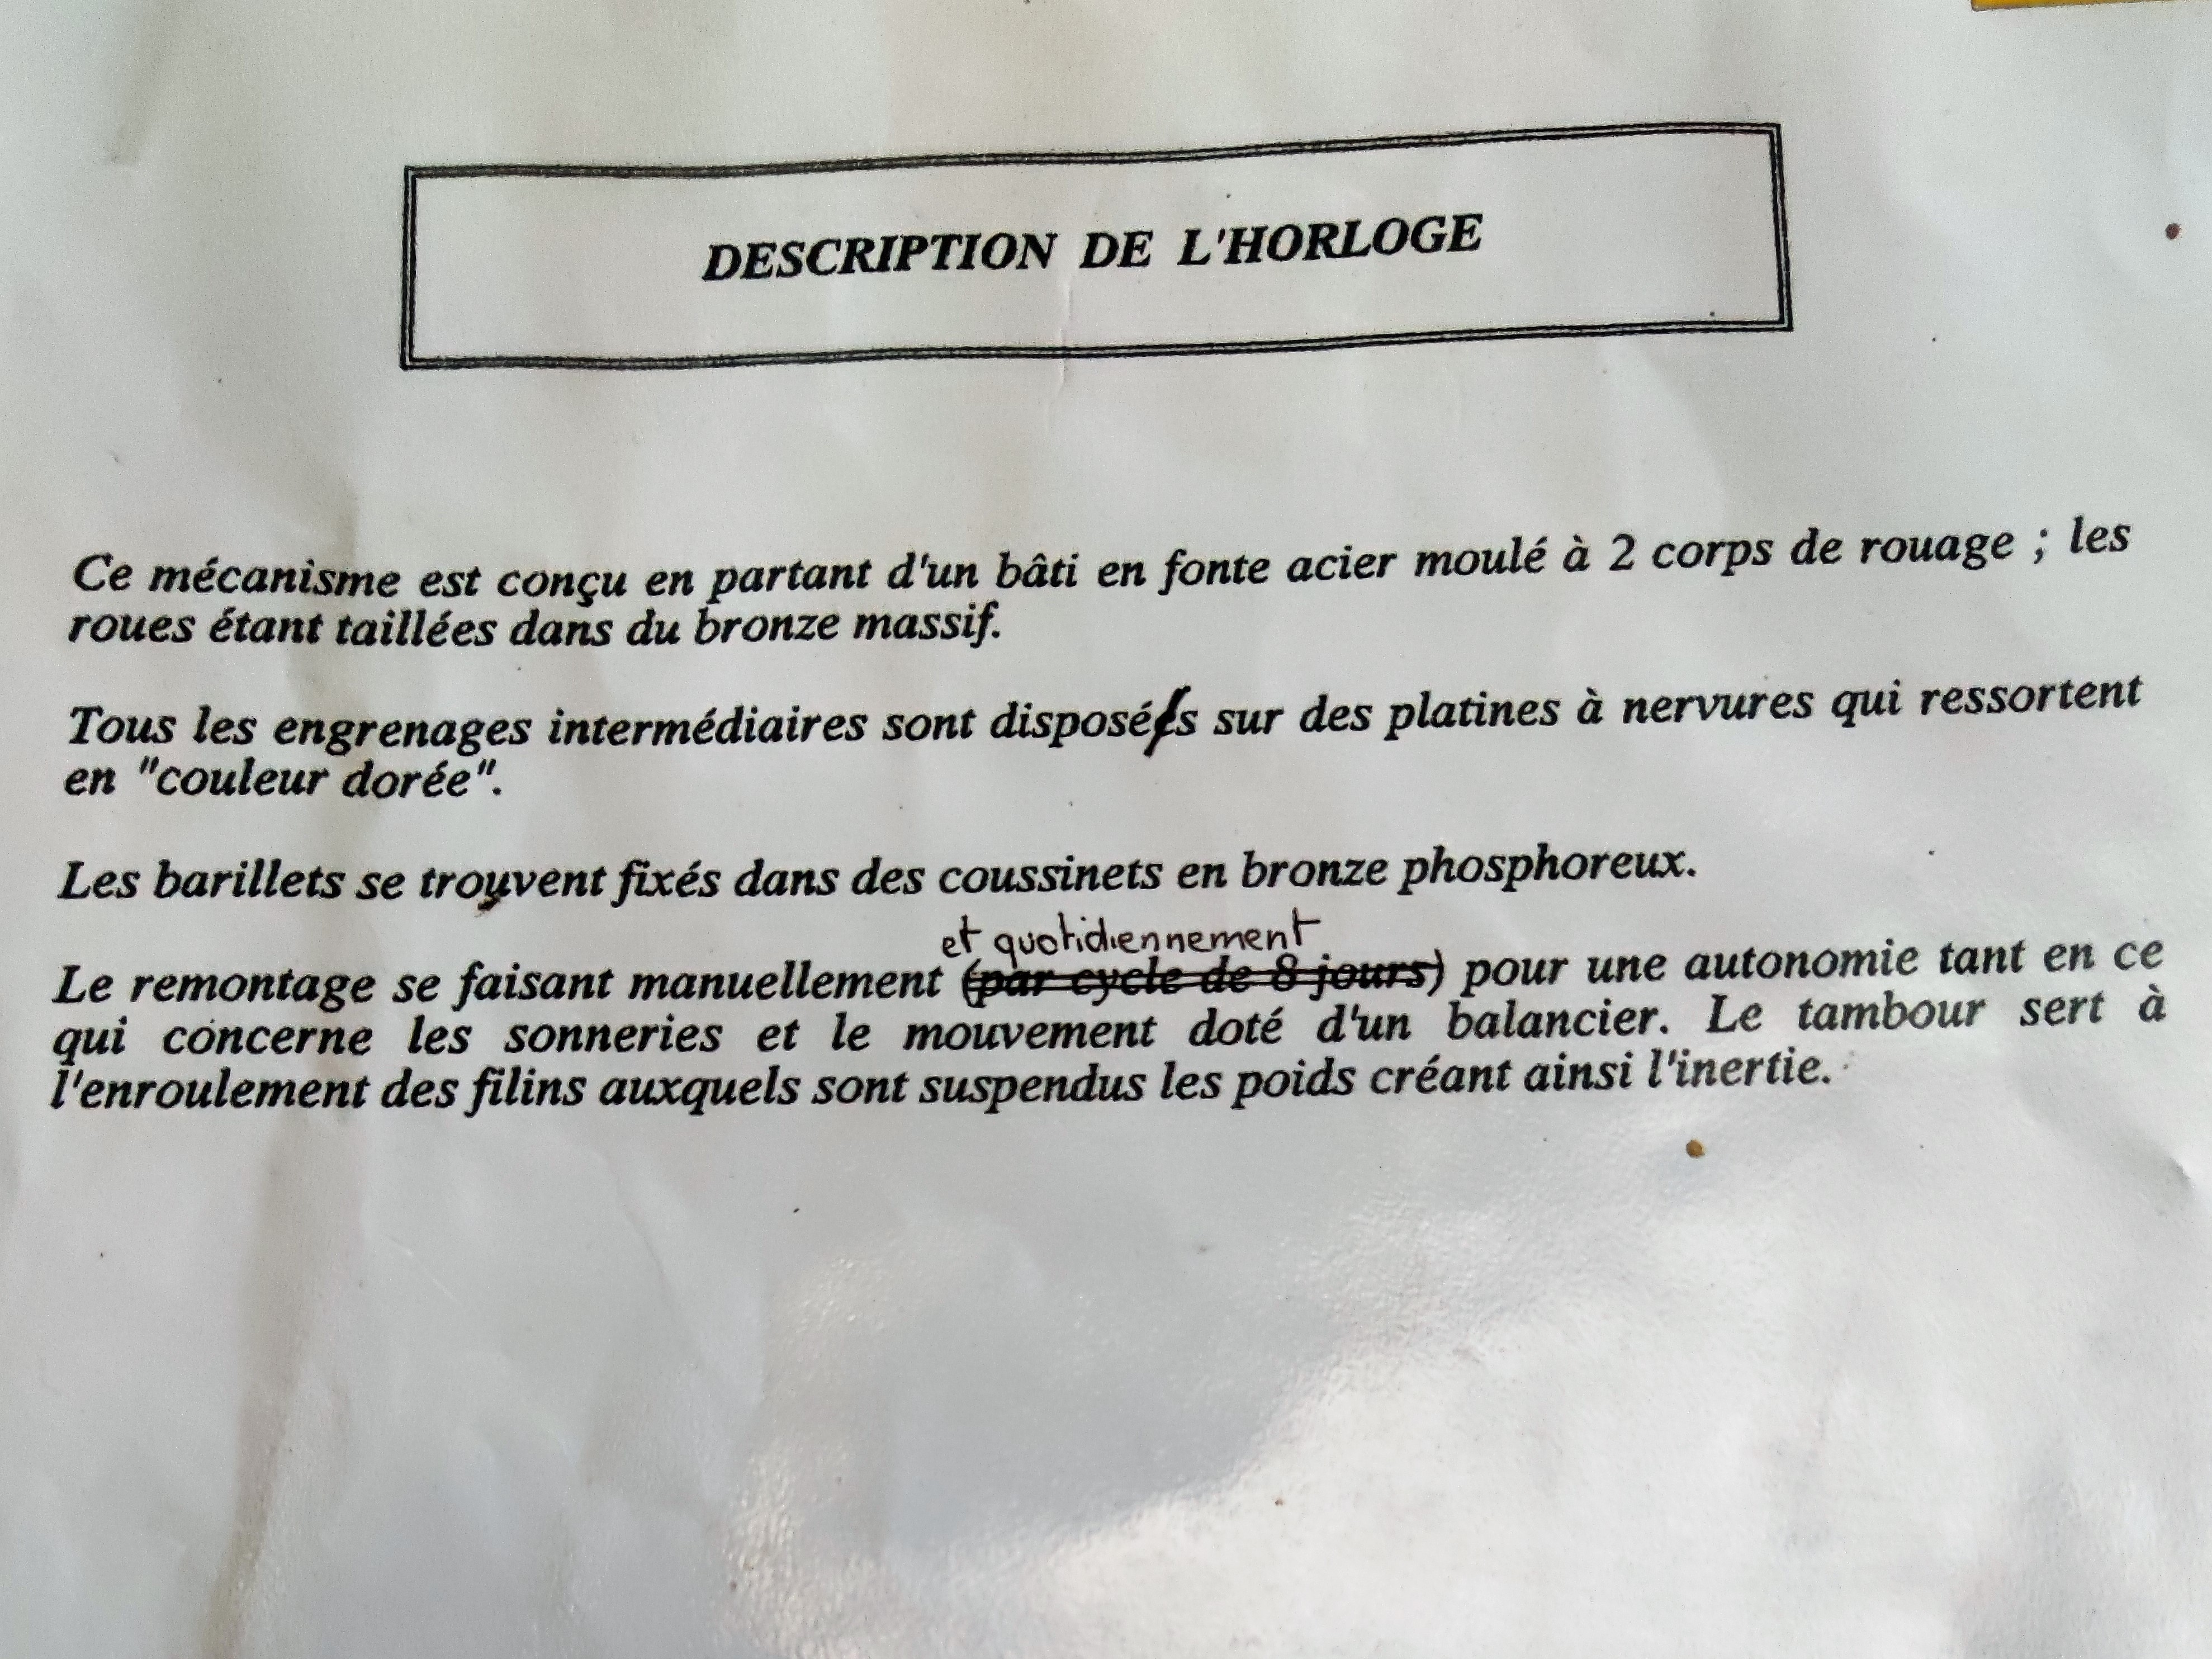 DESCRIPTION DE L'HORLOGE
Ce mécanisme est conçu en partant d'un bâti en fonte acier moulé à 2 corps de rouage ; les
roues étant taillées dans du bronze massif.
Tous les engrenages intermédiaires sont disposés sur des platines à nervures qui ressortent
en "couleur dorée".
Les barillets se trouvent fixés dans des coussinets en bronze phosphoreux.
et quotidiennement
Le remontage se faisant manuellement (par cycle de 8 jours) pour une autonomie tant en ce
qui concerne les sonneries et le mouvement doté d'un balancier. Le tambour sert à
l'enroulement des filins auxquels sont suspendus les poids créant ainsi l'inertie.